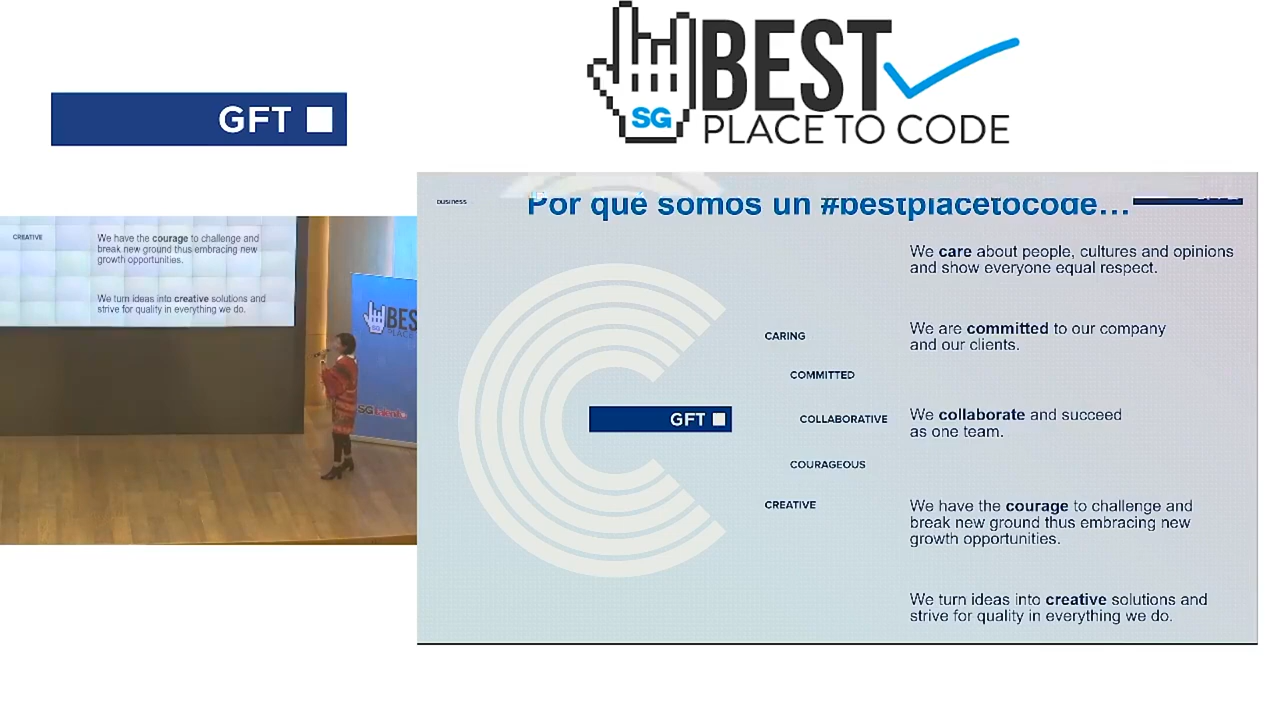 GFT
SG
BEST
PLACE TO CODE
business
Por qué somos un #bestplacetocode…
We care about people, cultures and opinions
and show everyone equal respect.
CARING
We are committed to our company
and our clients.
COMMITTED
GFT
COLLABORATIVE
We collaborate and succeed
as one team.
COURAGEOUS
CREATIVE
We have the courage to challenge and
break new ground thus embracing new
growth opportunities.
We turn ideas into creative solutions and
strive for quality in everything we do.
CREATIVE
We have the courage to challenge and
break new ground thus embracing new
growth opportunities.
We turn ideas into creative solutions and
strive for quality in everything we do.
SG
BES
PLACE
SGtalento